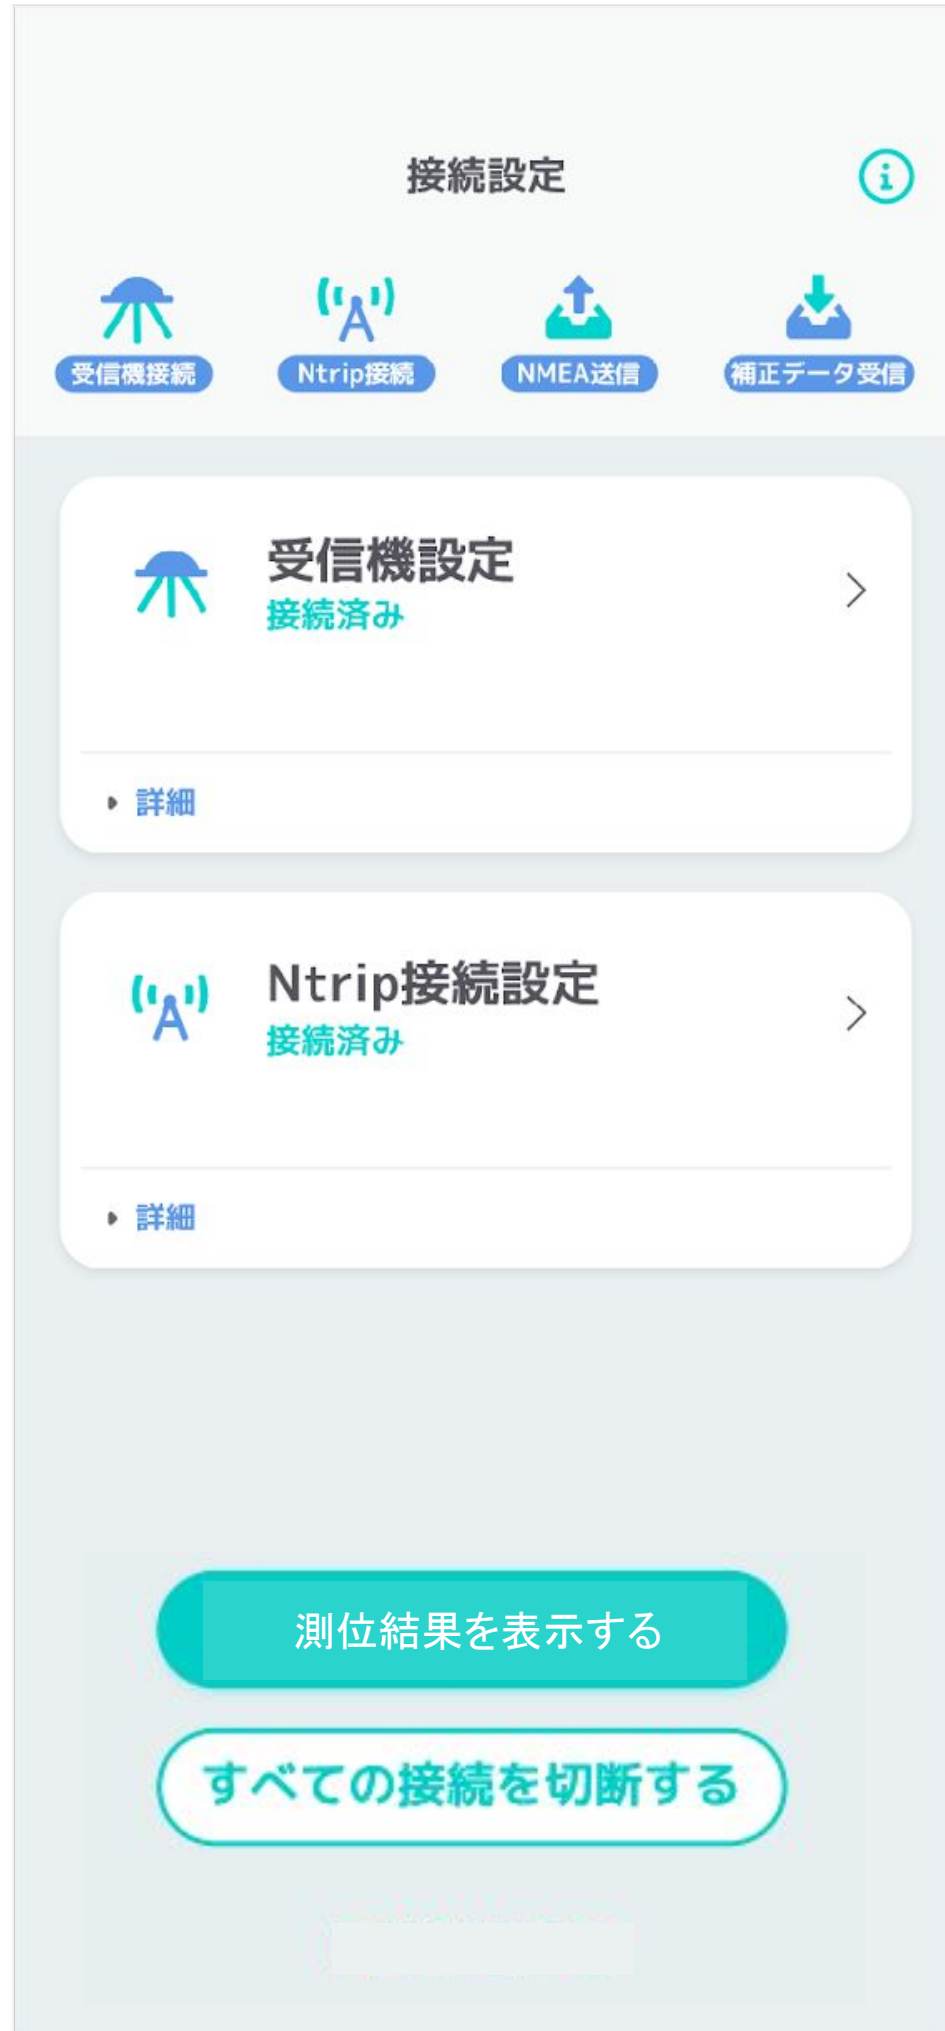 接続設定
受信機接続
Ntrip接続
NMEA送信
補正データ受信
受信機設定
接続済み
詳細
Ntrip接続設定
接続済み
詳細
測位結果を表示する
すべての接続を切断する